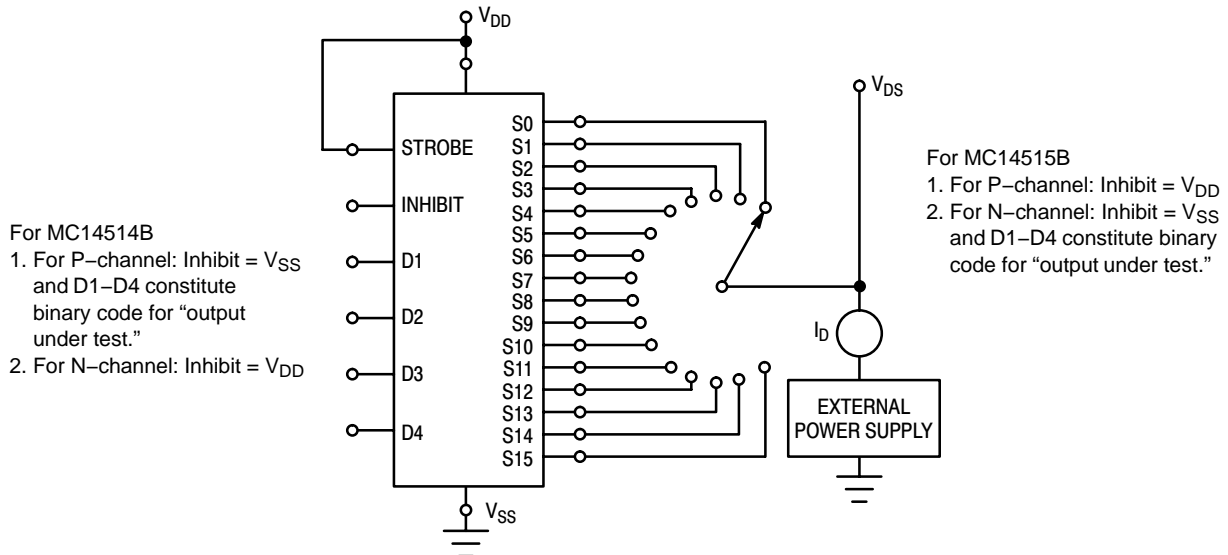 VDD
VDS
STROBE
INHIBIT
D1
D2
D3
D4
S0
S1
S2
S3
S4
S5
S6
S7
S8
S9
S10
S11
S12
S13
S14
S15
VSS
For MC14514B
1. For P−channel: Inhibit = VSS
and D1−D4 constitute
binary code for “output
under test.”
2. For N−channel: Inhibit = VDD
ID
EXTERNAL
POWER SUPPLY
For MC14515B
1. For P−channel: Inhibit = VDD
2. For N−channel: Inhibit = VSS
and D1−D4 constitute binary
code for “output under test.”